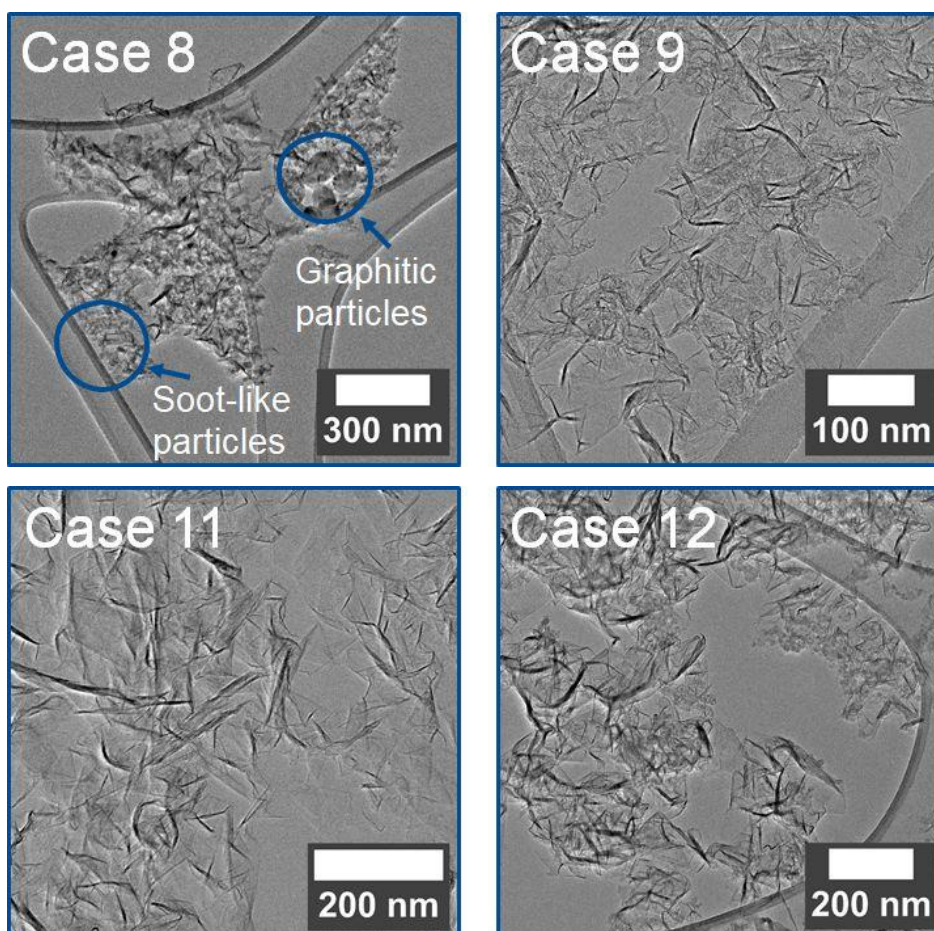 Case 8
Graphitic
particles
Soot-like
particles
300 nm
Case 9
100 nm
Case 11
200 nm
Case 12
200 nm